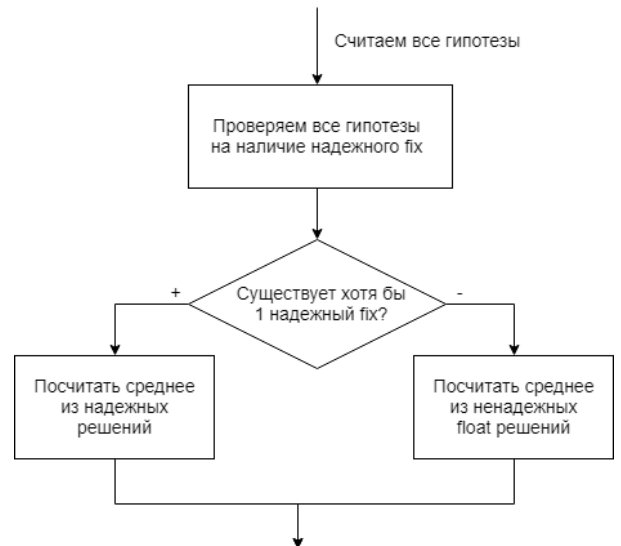 Считаем все гипотезы
Проверяем все гипотезы
на наличие надежного fix
Существует хотя бы
1 надежный fix?
+
-
Посчитать среднее
из надежных
решений
Посчитать среднее
из ненадежных
float решений